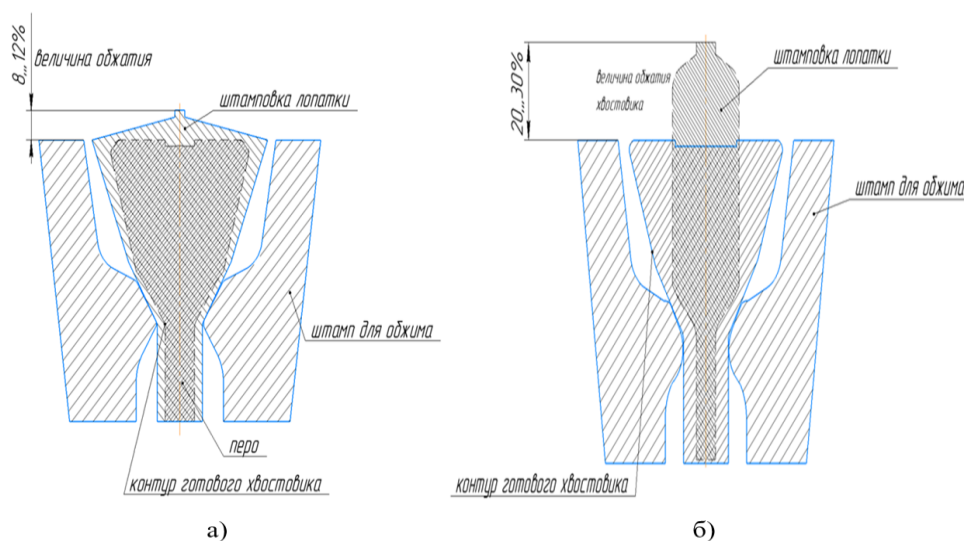 8...12%
величина обжатия
штамповка лопатки
штамп для обжима
перо
контур готового хвостовика
а)
20...30%
величина обжатия
хвостовика
штамповка лопатки
штамп для обжима
контур готового хвостовика
б)